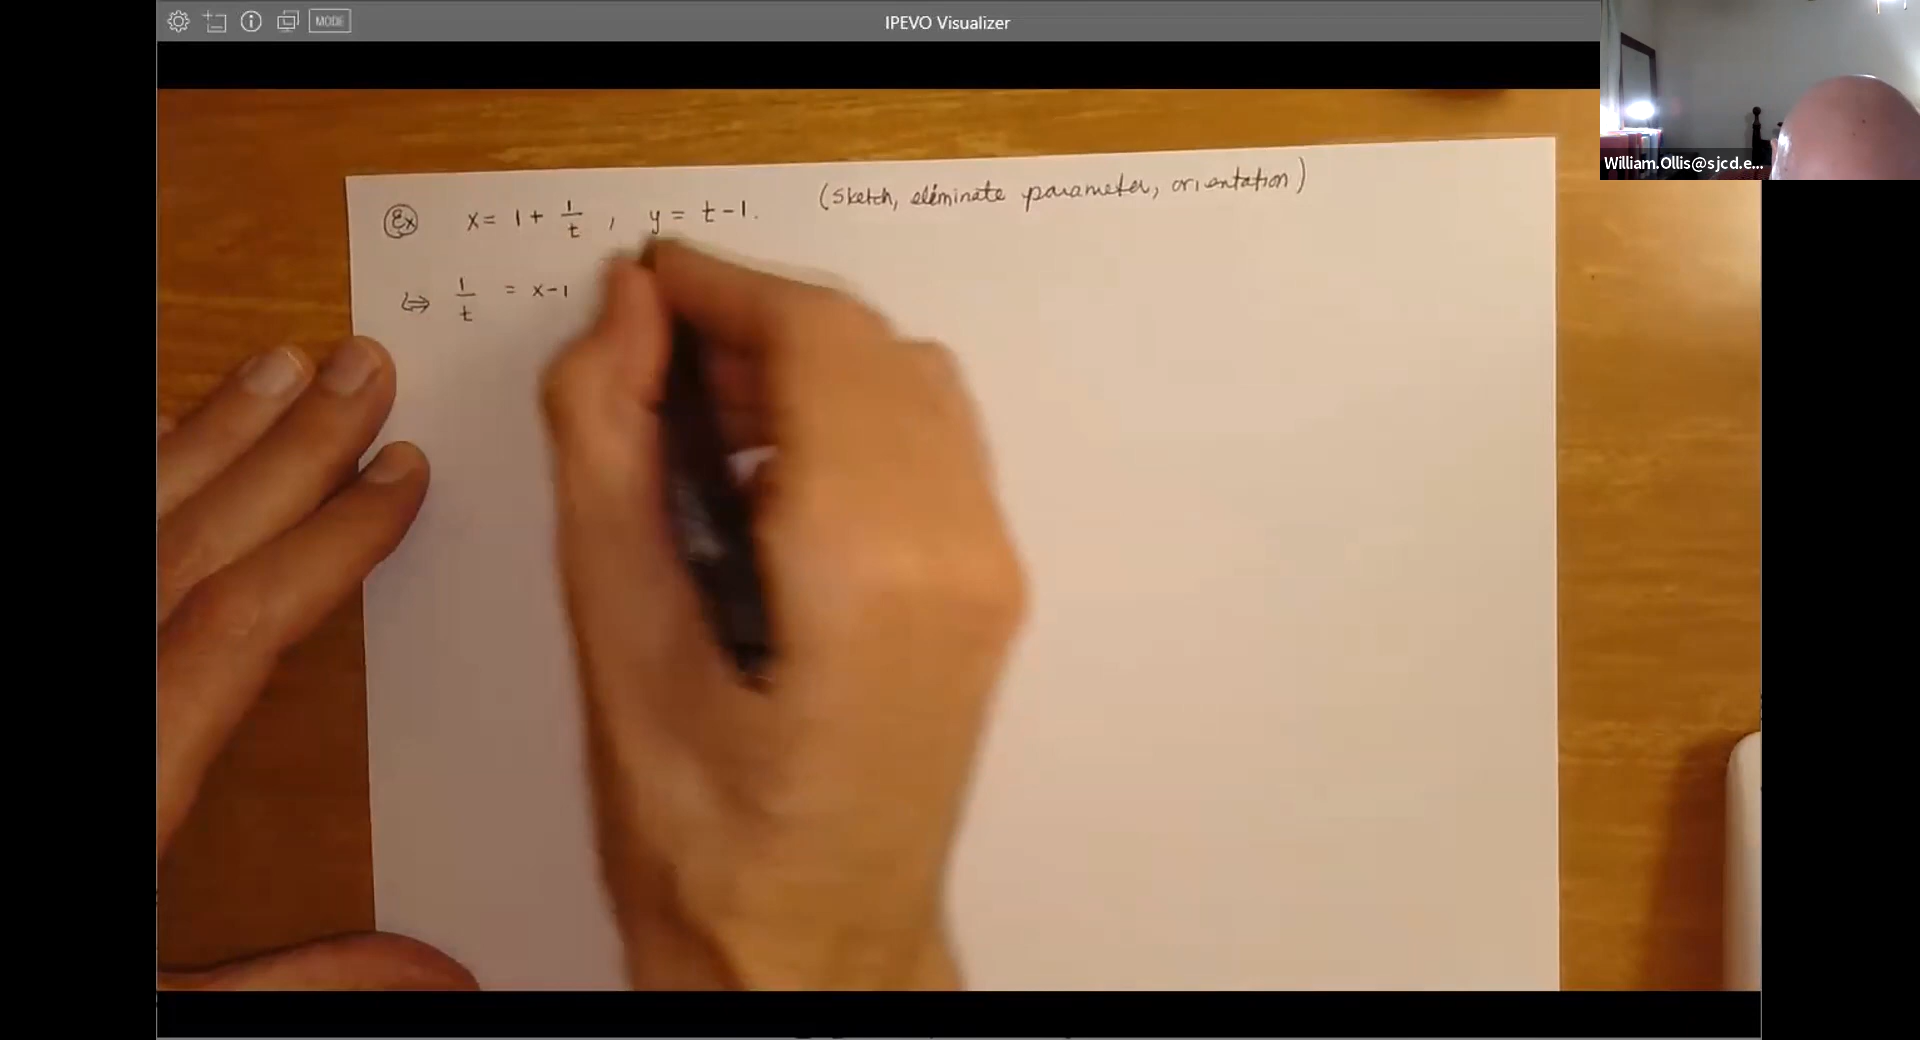 MODE
IPEVO Visualizer
William.Ollis@sjcd.e...
Ex x = 1 + 1/t , y = t - 1. (sketch, eliminate parameter, orientation)
⇔ 1/t = x - 1